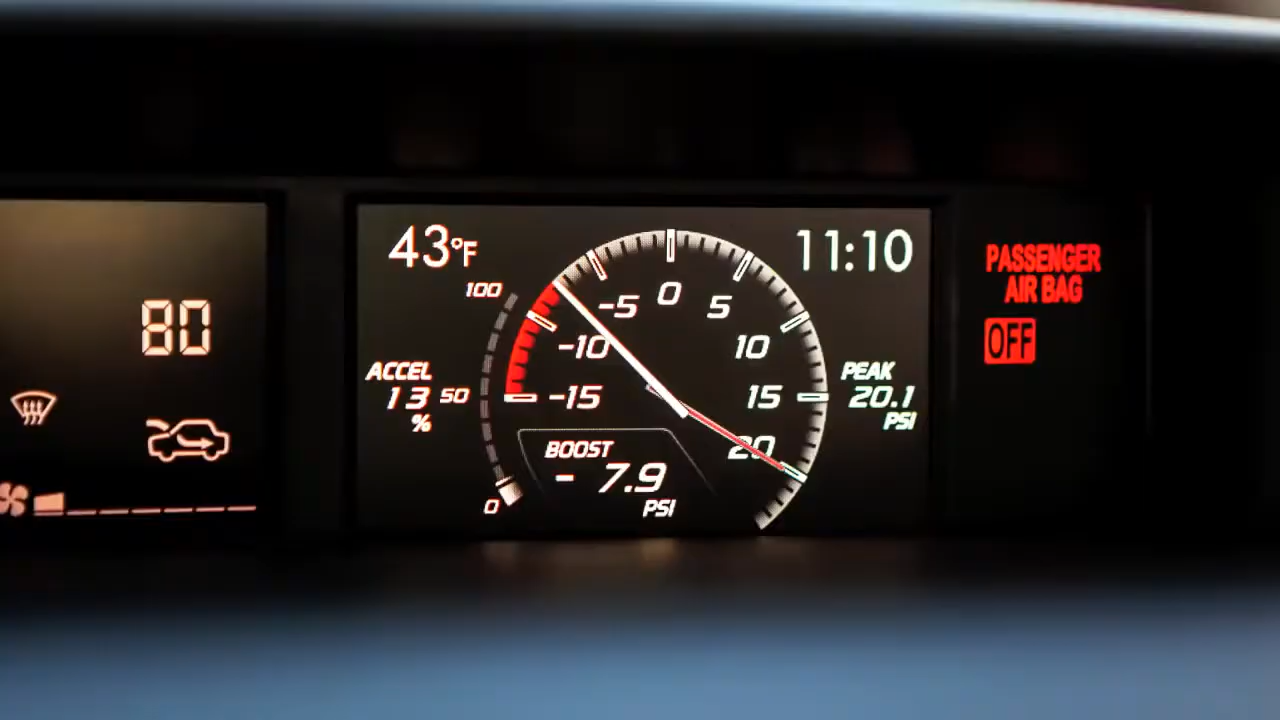 43°F
11:10
100
-5 0 5
80
-10 10
ACCEL
13 50
%
-15 15
PEAK
20.1
PSI
20
BOOST
- 7.9
PSI
0
PASSENGER
AIR BAG
OFF